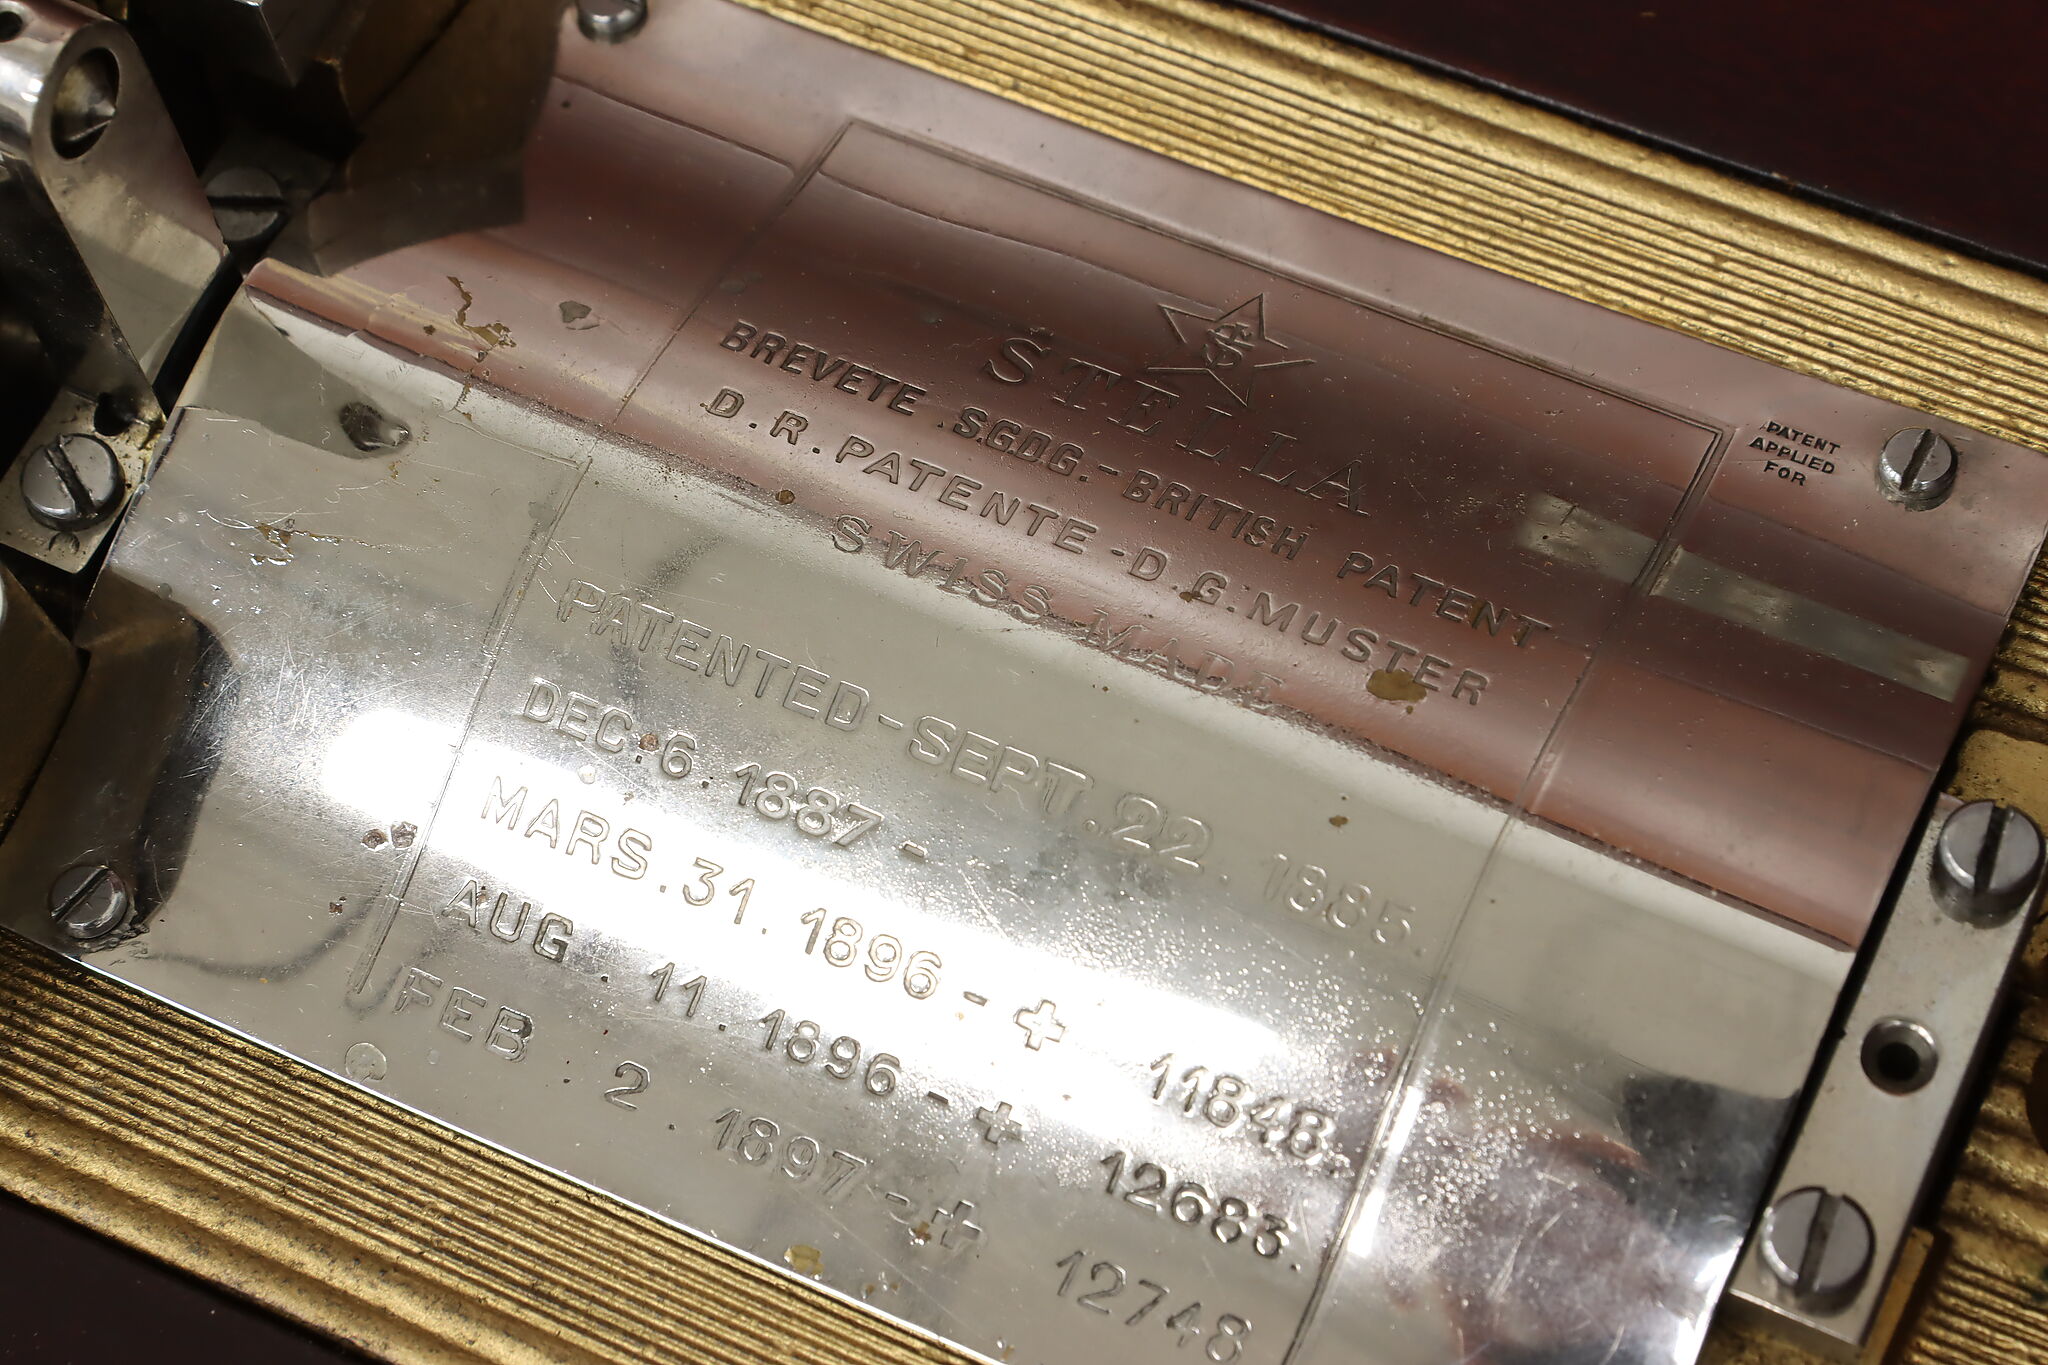 STELLA
BREVETE S.G.D.G. - BRITISH PATENT
D. R. PATENTE - D. G. MUSTER
SWISS MADE
PATENTED - SEPT. 22. 1885.
DEC. 6. 1887 -
MARS. 31. 1896 - + 11848.
AUG. 11. 1896 - + 12683.
FEB. 2. 1897 - + 12748
PATENT
APPLIED
FOR